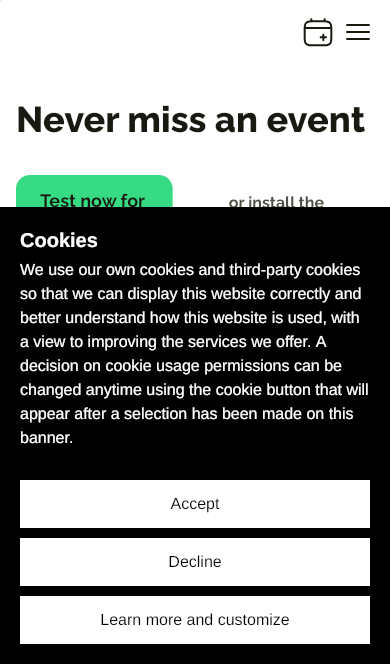 Never miss an event
Test now for
or install the
Cookies
We use our own cookies and third-party cookies
so that we can display this website correctly and
better understand how this website is used, with
a view to improving the services we offer. A
decision on cookie usage permissions can be
changed anytime using the cookie button that will
appear after a selection has been made on this
banner.
Accept
Decline
Learn more and customize